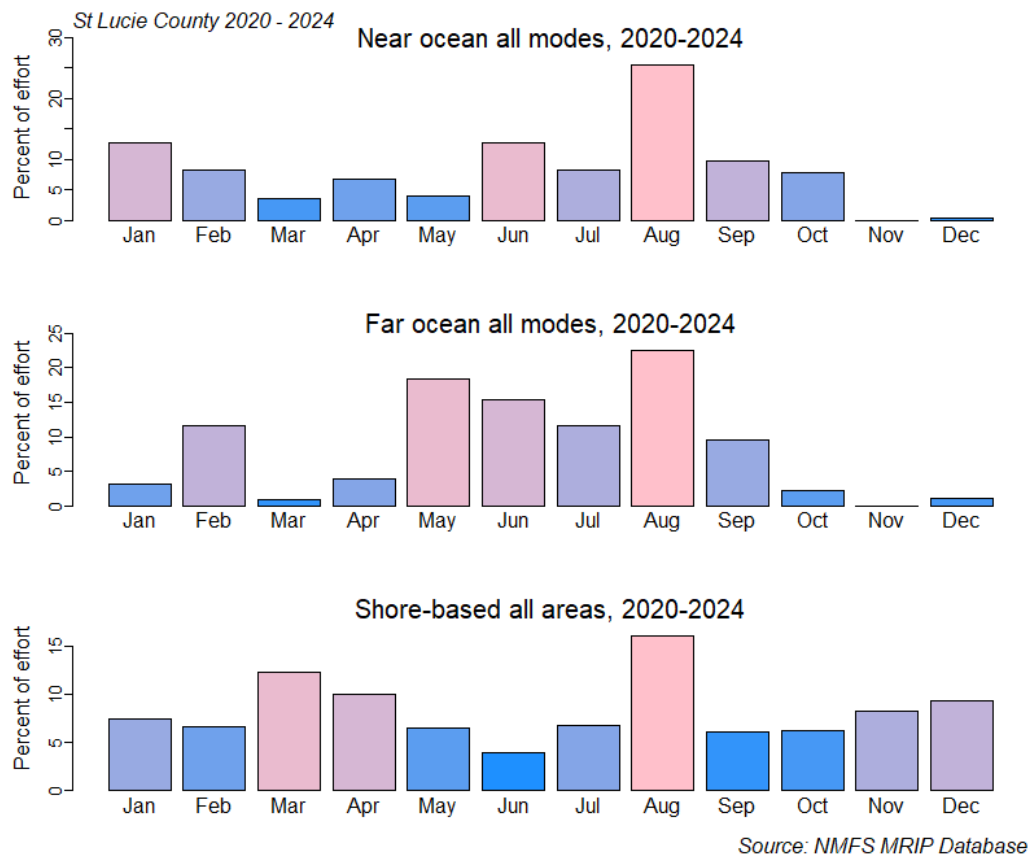 St Lucie County 2020 - 2024
Near ocean all modes, 2020-2024
Percent of effort
30
20
10
5
0
Jan Feb Mar Apr May Jun Jul Aug Sep Oct Nov Dec
Far ocean all modes, 2020-2024
Percent of effort
25
20
15
10
5
0
Jan Feb Mar Apr May Jun Jul Aug Sep Oct Nov Dec
Shore-based all areas, 2020-2024
Percent of effort
15
10
5
0
Jan Feb Mar Apr May Jun Jul Aug Sep Oct Nov Dec
Source: NMFS MRIP Database